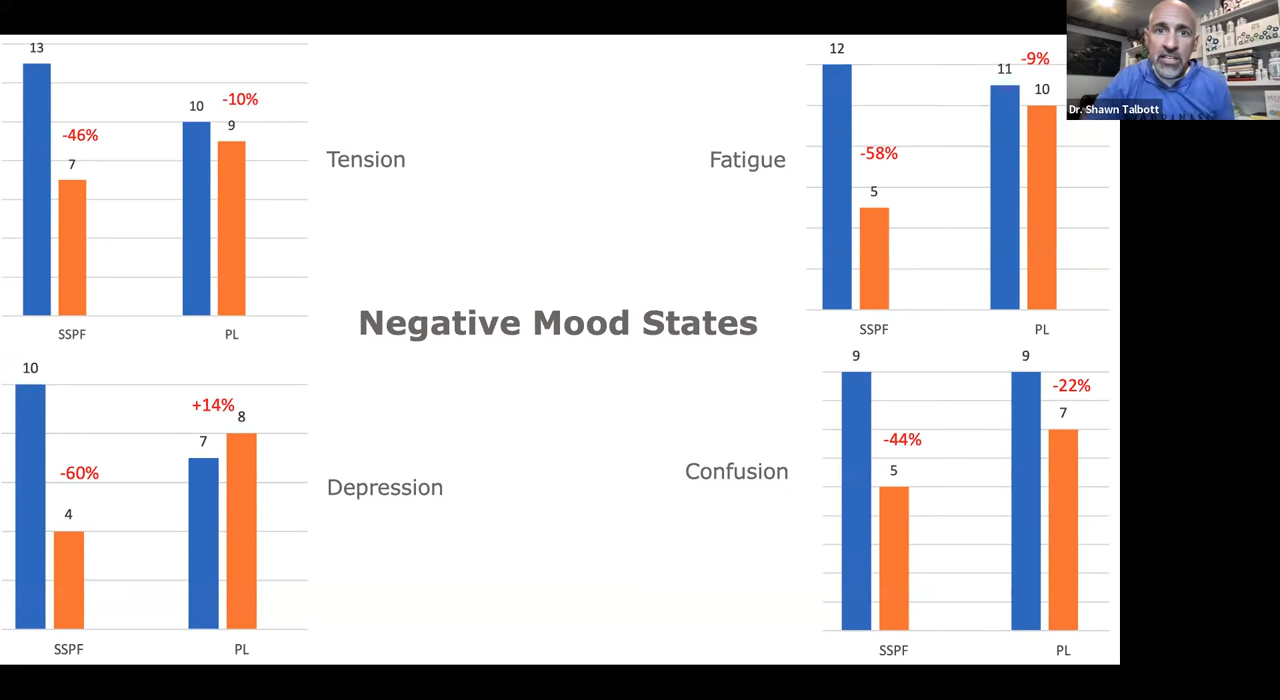 13
-46%
7
10
-10%
9
SSPF
PL
Tension
12
-58%
5
11
-9%
10
SSPF
PL
Fatigue
Dr. Shawn Talbott
Negative Mood States
10
-60%
4
+14%
7
8
SSPF
PL
Depression
9
-44%
5
9
-22%
7
SSPF
PL
Confusion